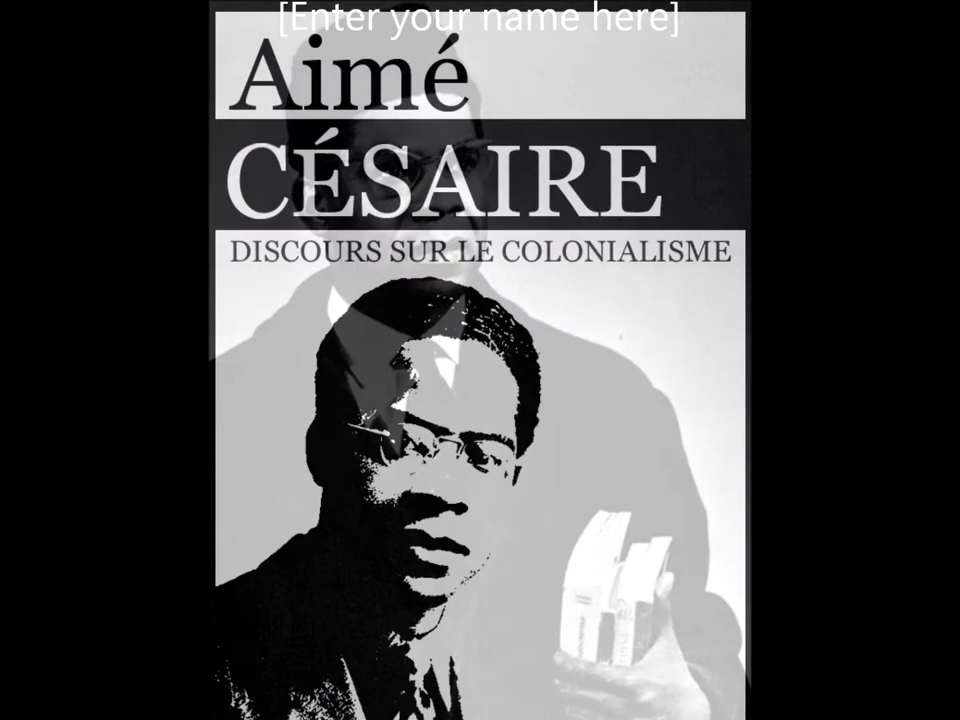 [Enter your name here]
Aimé
CÉSAIRE
DISCOURS SUR LE COLONIALISME